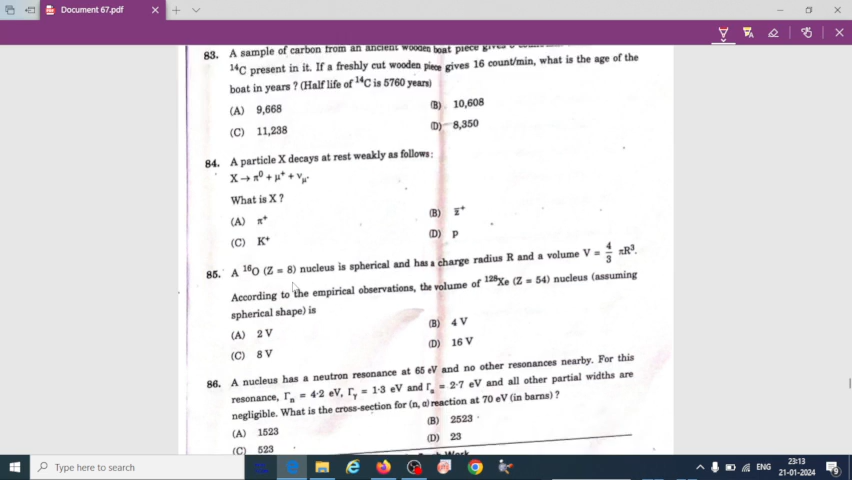 Document 67.pdf
83. A sample of carbon from an ancient wooden boat piece gives
¹⁴C present in it. If a freshly cut wooden piece gives 16 count/min, what is the age of the
boat in years ? (Half life of ¹⁴C is 5760 years)
(A) 9,668
(B) 10,608
(C) 11,238
(D) 8,350
84. A particle X decays at rest weakly as follows :
X → π⁰ + μ⁺ + νμ.
What is X ?
(A) π⁺
(B) Ξ⁺
(C) K⁺
(D) p
85. A ¹⁶O (Z = 8) nucleus is spherical and has a charge radius R and a volume V = 4/3 πR³.
According to the empirical observations, the volume of ¹²⁸Xe (Z = 54) nucleus (assuming
spherical shape) is
(A) 2 V
(B) 4 V
(C) 8 V
(D) 16 V
86. A nucleus has a neutron resonance at 65 eV and no other resonances nearby. For this
resonance, Γn = 4·2 eV, Γγ = 1·3 eV and Γα = 2·7 eV and all other partial widths are
negligible. What is the cross-section for (n, α) reaction at 70 eV (in barns) ?
(A) 1523
(B) 2523
(C) 523
(D) 23
Work
Type here to search
ENG
23:13
21-01-2024